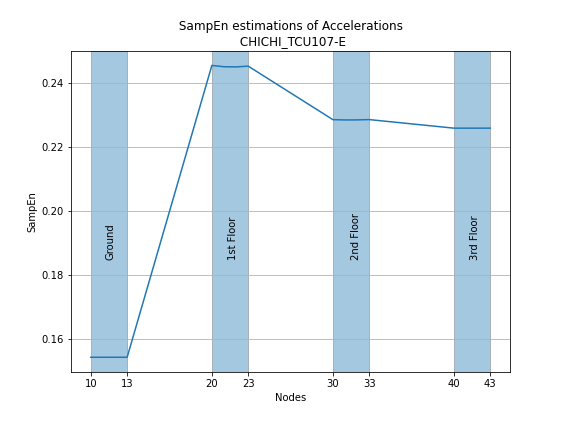 SampEn estimations of Accelerations
CHICHI_TCU107-E
SampEn
0.24
0.22
0.20
0.18
0.16
Ground
1st Floor
2nd Floor
3rd Floor
10 13 20 23 30 33 40 43
Nodes